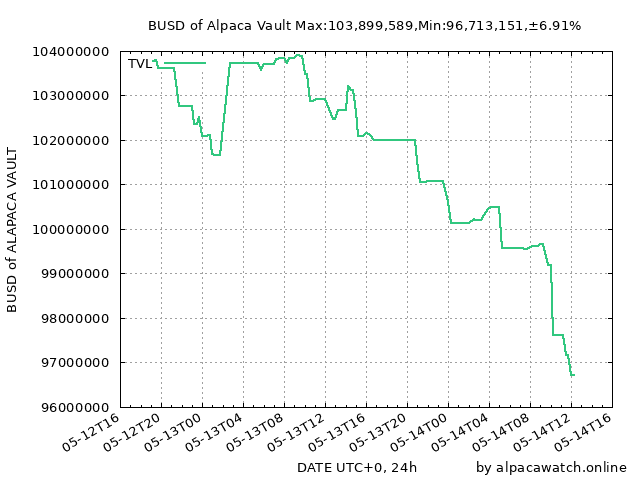 BUSD of Alpaca Vault Max:103,899,589,Min:96,713,151,±6.91%
TVL
104000000
103000000
102000000
101000000
100000000
99000000
98000000
97000000
96000000
BUSD of ALAPACA VAULT
05-12T16
05-12T20
05-13T00
05-13T04
05-13T08
05-13T12
05-13T16
05-13T20
05-14T00
05-14T04
05-14T08
05-14T12
05-14T16
DATE UTC+0, 24h
by alpacawatch.online